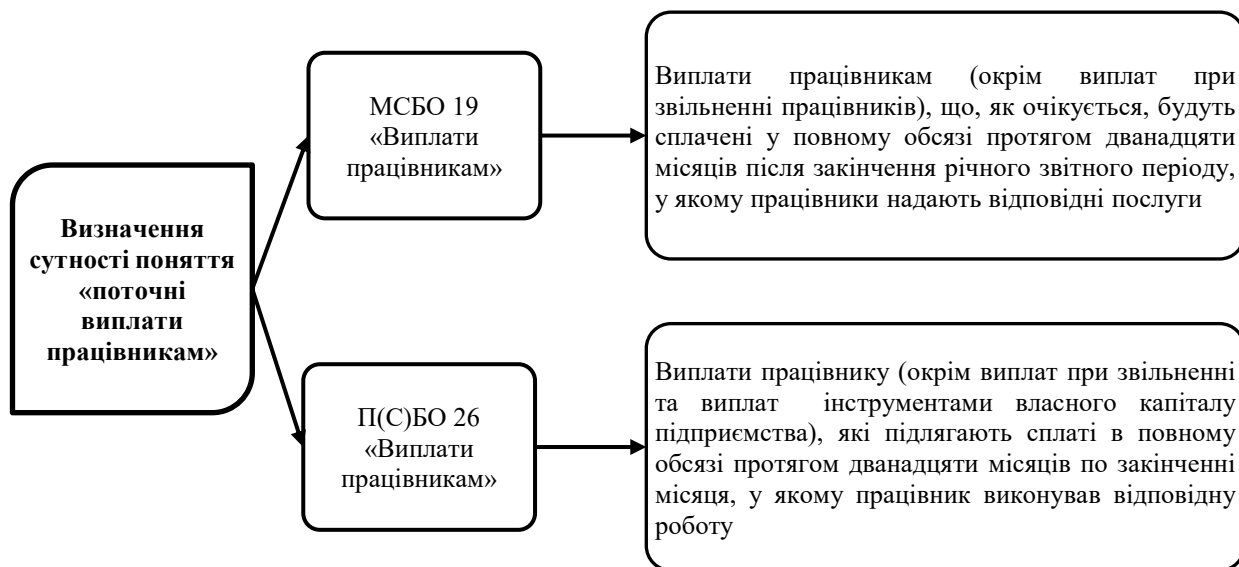 Визначення
сутності поняття
«поточні
виплати
працівникам»
МСБО 19
«Виплати
працівникам»
Виплати працівникам (окрім виплат при
звільненні працівників), що, як очікується, будуть
сплачені у повному обсязі протягом дванадцяти
місяців після закінчення річного звітного періоду,
у якому працівники надають відповідні послуги
П(С)БО 26
«Виплати
працівникам»
Виплати працівнику (окрім виплат при звільненні
та виплат інструментами власного капіталу
підприємства), які підлягають сплаті в повному
обсязі протягом дванадцяти місяців по закінченні
місяця, у якому працівник виконував відповідну
роботу